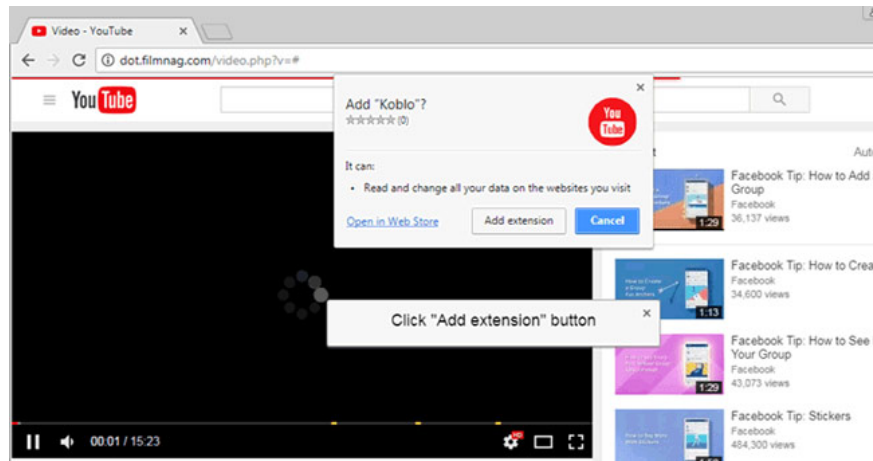 Video - YouTube
dot.filmnag.com/video.php?v=#
YouTube
Add "Koblo"?
(0)
You
Tube
It can:
• Read and change all your data on the websites you visit
Open in Web Store
Add extension
Cancel
Click "Add extension" button
00:01 / 15:23
HD
Aut
Facebook Tip: How to Add
Group
Facebook
36,137 views
1:29
Facebook Tip: How to Crea
Facebook
34,600 views
1:13
Facebook Tip: How to See
Your Group
Facebook
43,073 views
1:29
Facebook Tip: Stickers
Facebook
484,300 views